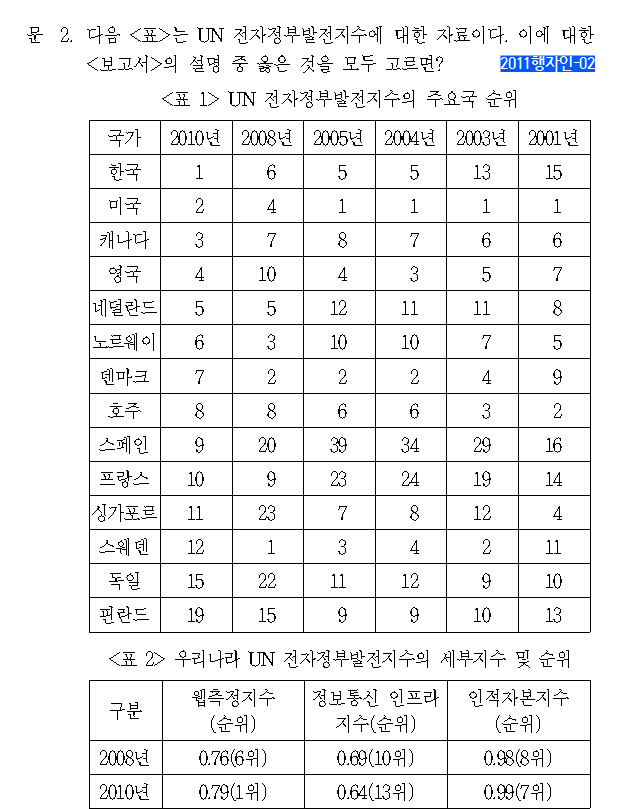 문 2. 다음 <표>는 UN 전자정부발전지수에 대한 자료이다. 이에 대한
<보고서>의 설명 중 옳은 것을 모두 고르면? 2011행자인-02
<표 1> UN 전자정부발전지수의 주요국 순위
국가 2010년 2008년 2005년 2004년 2003년 2001년
한국 1 6 5 5 13 15
미국 2 4 1 1 1 1
캐나다 3 7 8 7 6 6
영국 4 10 4 3 5 7
네덜란드 5 5 12 11 11 8
노르웨이 6 3 10 10 7 5
덴마크 7 2 2 2 4 9
호주 8 8 6 6 3 2
스페인 9 20 39 34 29 16
프랑스 10 9 23 24 19 14
싱가포르 11 23 7 8 12 4
스웨덴 12 1 3 4 2 11
독일 15 22 11 12 9 10
핀란드 19 15 9 9 10 13
<표 2> 우리나라 UN 전자정부발전지수의 세부지수 및 순위
구분 웹측정지수 (순위) 정보통신 인프라 지수(순위) 인적자본지수 (순위)
2008년 0.76(6위) 0.69(10위) 0.98(8위)
2010년 0.79(1위) 0.64(13위) 0.99(7위)